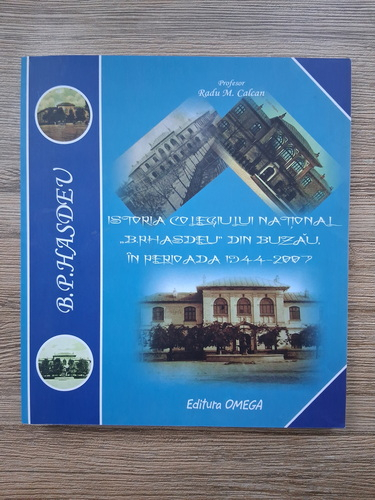 Profesor
Radu M. Calcan
ISTORIA COLEGIULUI NAȚIONAL
„B.P.HASDEU" DIN BUZĂU,
ÎN PERIOADA 1944-2007
B.P.HASDEU
Editura OMEGA